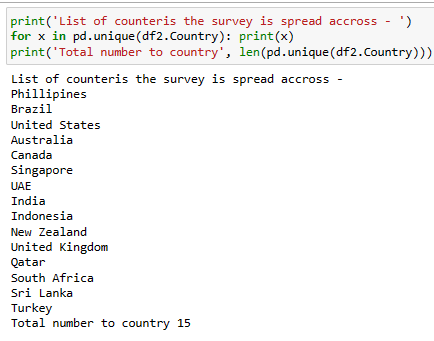 print('List of counteris the survey is spread accross - ')
for x in pd.unique(df2.Country): print(x)
print('Total number to country', len(pd.unique(df2.Country)))
List of counteris the survey is spread accross -
Phillipines
Brazil
United States
Australia
Canada
Singapore
UAE
India
Indonesia
New Zealand
United Kingdom
Qatar
South Africa
Sri Lanka
Turkey
Total number to country 15